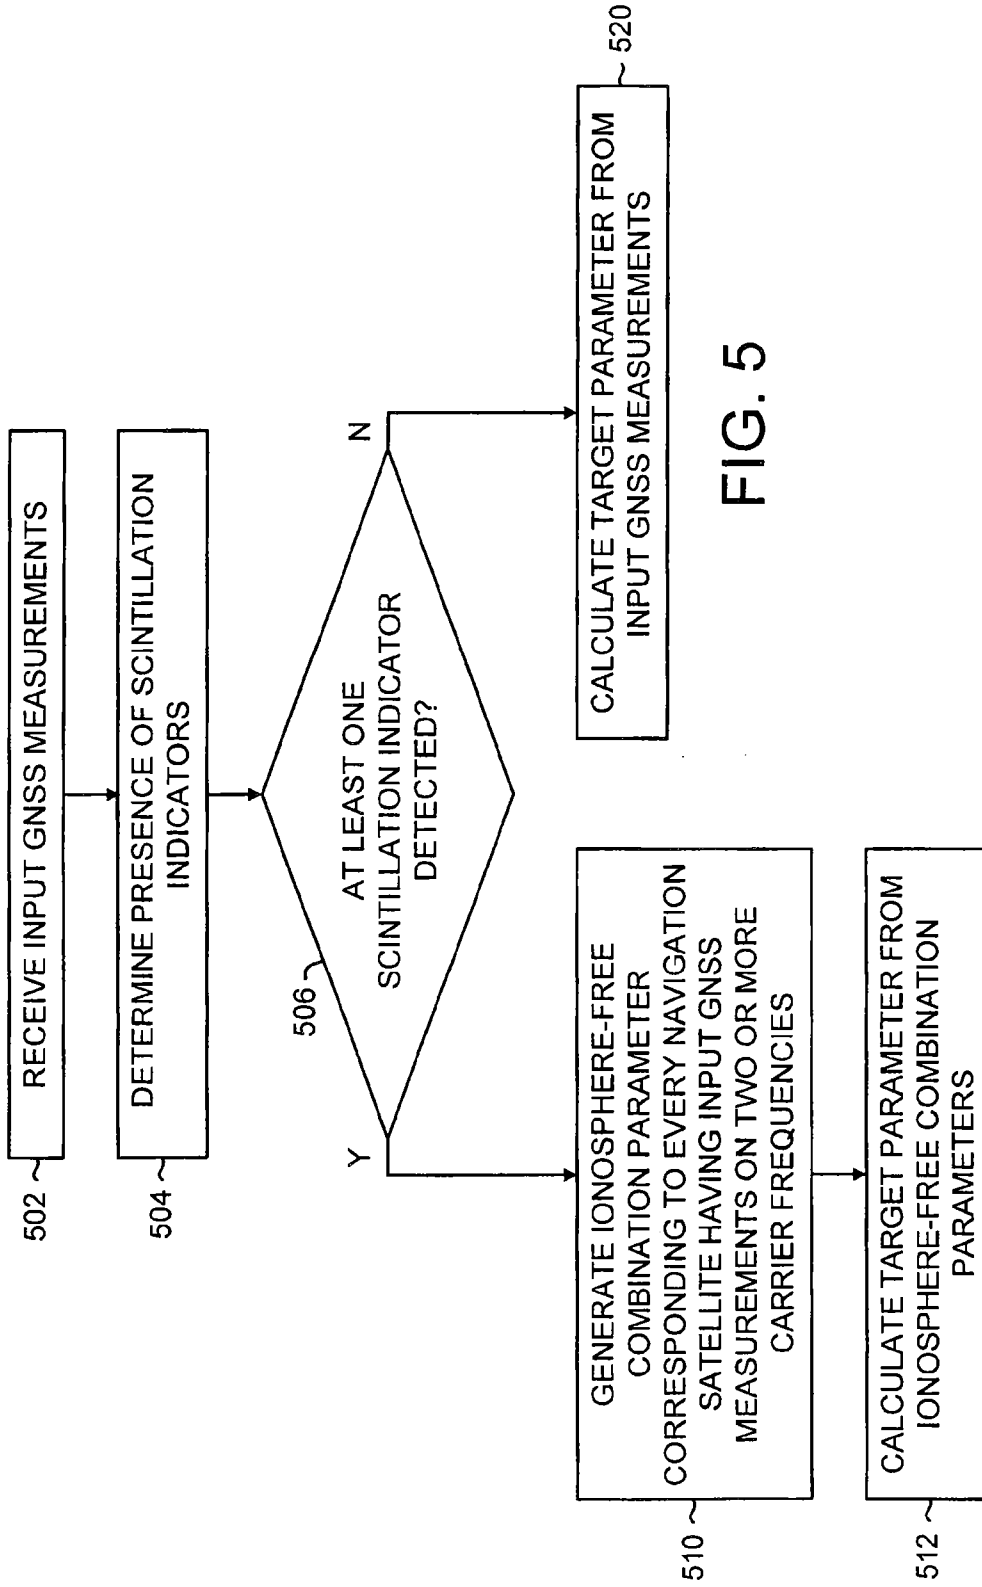 502
RECEIVE INPUT GNSS MEASUREMENTS
504
DETERMINE PRESENCE OF SCINTILLATION
INDICATORS
506
AT LEAST ONE
SCINTILLATION INDICATOR
DETECTED?
Y
N
510
GENERATE IONOSPHERE-FREE
COMBINATION PARAMETER
CORRESPONDING TO EVERY NAVIGATION
SATELLITE HAVING INPUT GNSS
MEASUREMENTS ON TWO OR MORE
CARRIER FREQUENCIES
512
CALCULATE TARGET PARAMETER FROM
IONOSPHERE-FREE COMBINATION
PARAMETERS
520
CALCULATE TARGET PARAMETER FROM
INPUT GNSS MEASUREMENTS
FIG. 5